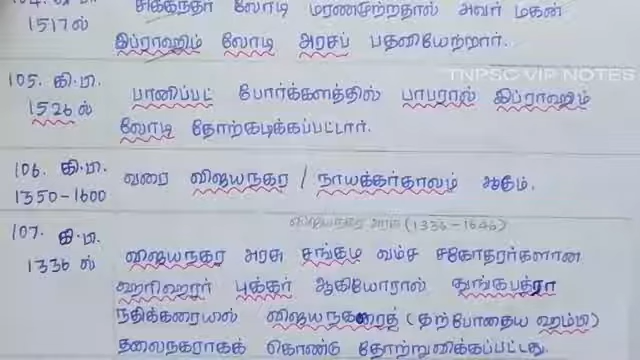 104. கி.பி. சிக்கந்தர் லோடி மரணமுற்றதால் அவர் மகன்
1517ல் இப்ராஹிம் லோடி அரசப் பதவியேற்றார்.
TNPSC VIP NOTES
105. கி.பி. பானிப்பட் போர்க்களத்தில் பாபரால் இப்ராஹிம்
1526ல் லோடி தோற்கடிக்கப்பட்டார்.
106. கி.பி. வரை விஜயநகர / நாயக்கர்காலம் ஆகும்.
1350-1600
விஜயநகர அரசு (1336-1646)
107. கி.பி. விஜயநகர அரசு சங்கம வம்ச சகோதரர்களான
1336ல் ஹரிஹரர் புக்கர் ஆகியோரால் துங்கபத்ரா
நதிக்கரையில் விஜயநகரைத் (தற்போதைய ஹம்பி)
தலைநகராகக் கொண்டு தோற்றுவிக்கப்பட்டது.